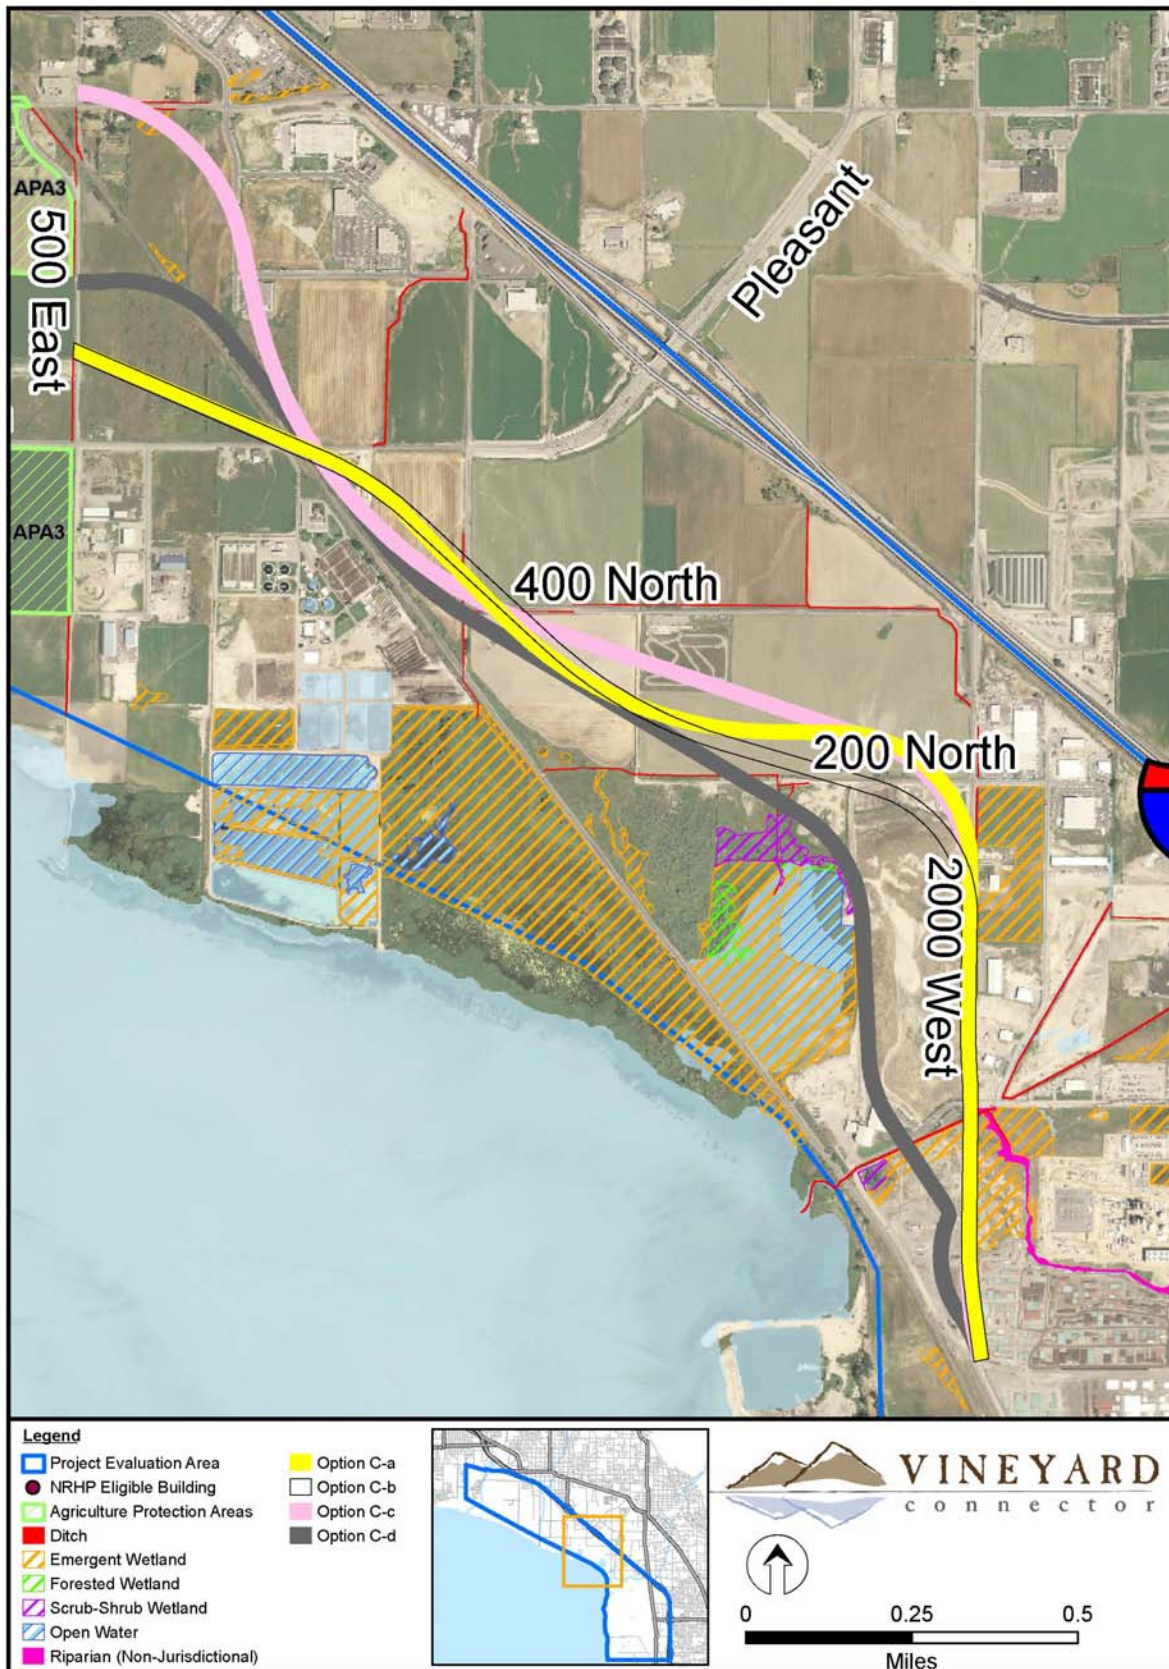 Pleasant
APA3
500 East
APA3
400 North
200 North
2000 West
Legend
Project Evaluation Area
NRHP Eligible Building
Agriculture Protection Areas
Ditch
Emergent Wetland
Forested Wetland
Scrub-Shrub Wetland
Open Water
Riparian (Non-Jurisdictional)
Option C-a
Option C-b
Option C-c
Option C-d
VINEYARD
connector
0 0.25 0.5
Miles